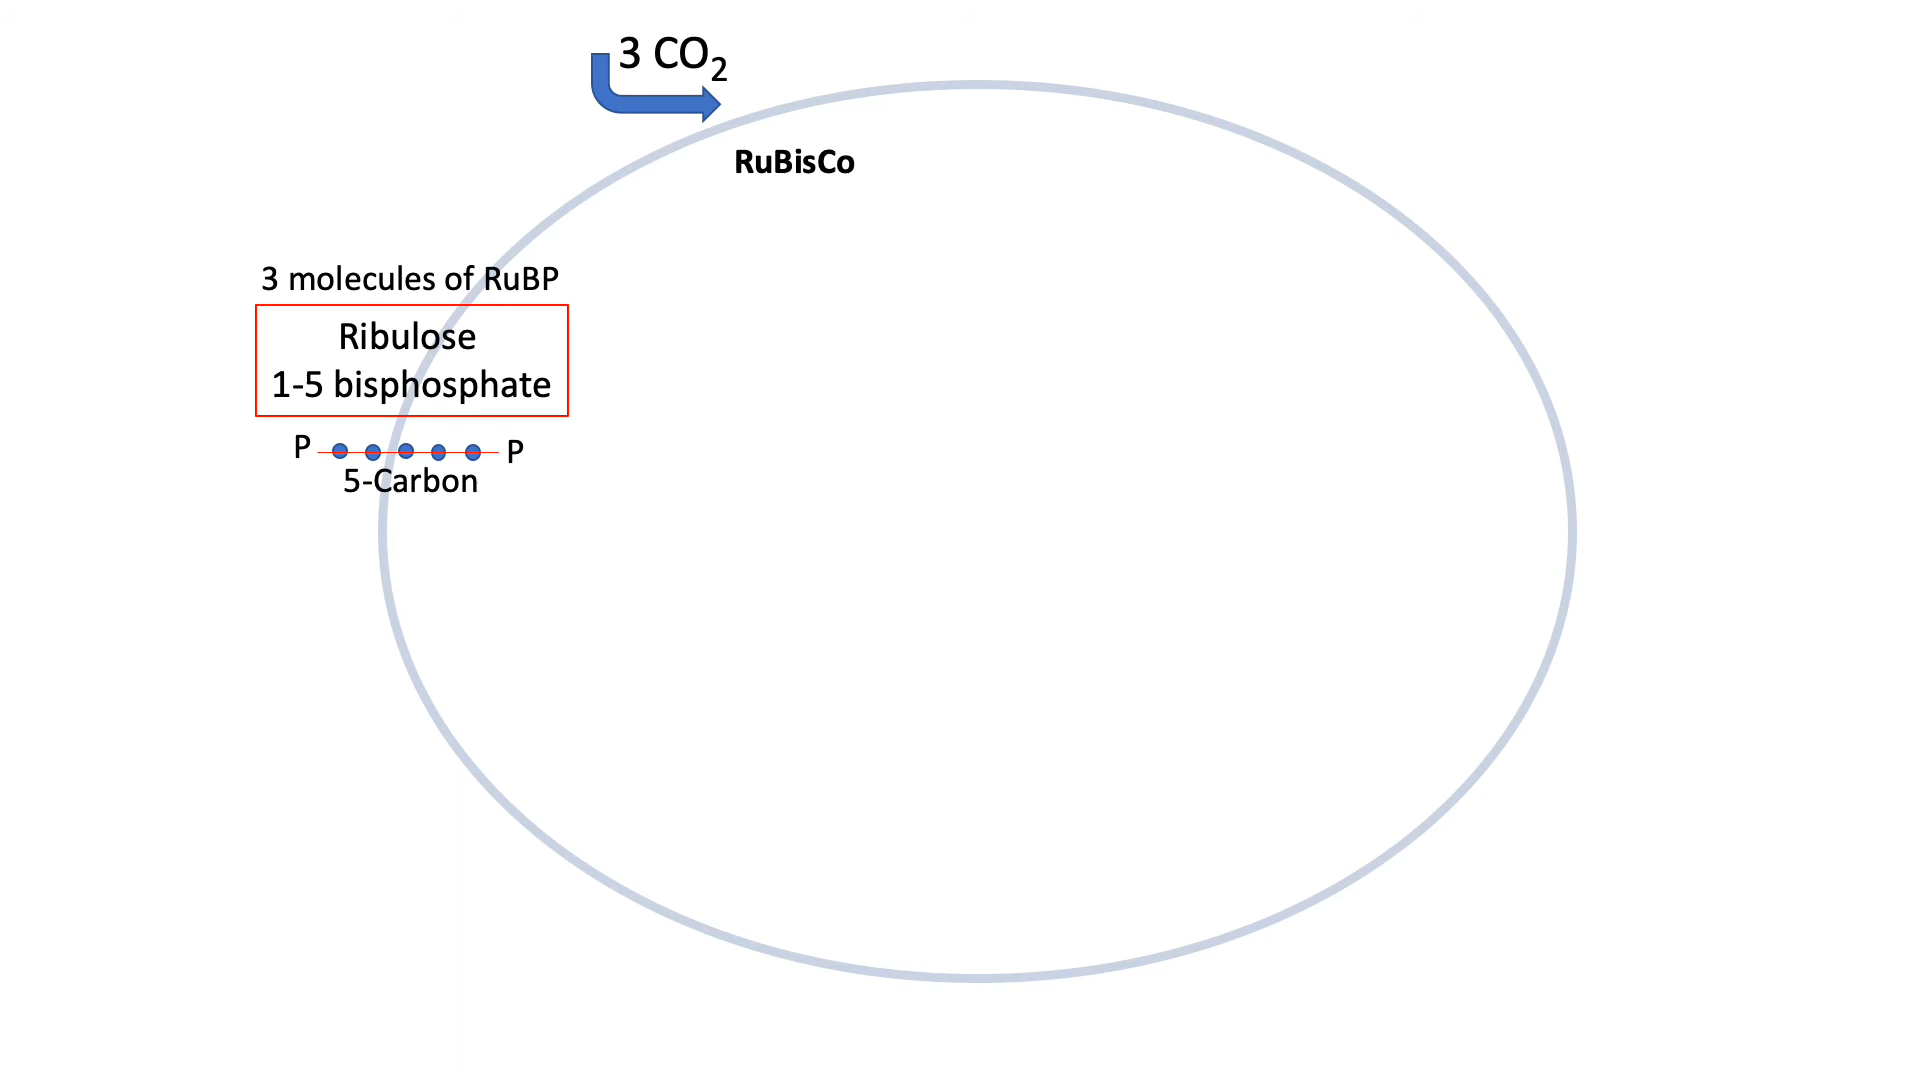 3 CO₂
RuBisCo
3 molecules of RuBP
Ribulose
1-5 bisphosphate
P P
5-Carbon